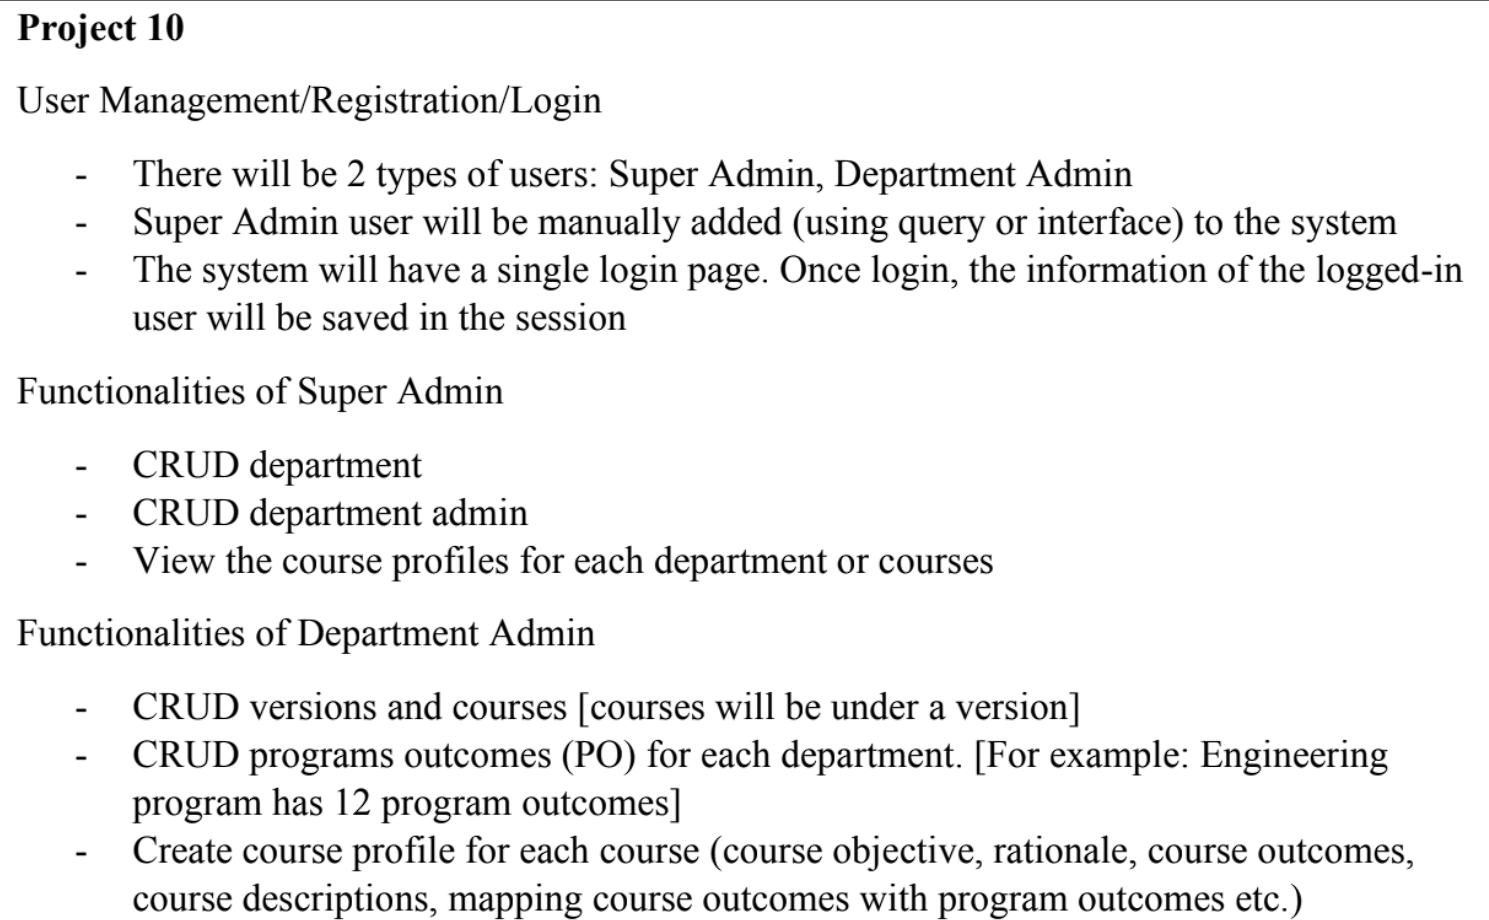 Project 10
User Management/Registration/Login
- There will be 2 types of users: Super Admin, Department Admin
- Super Admin user will be manually added (using query or interface) to the system
- The system will have a single login page. Once login, the information of the logged-in
user will be saved in the session
Functionalities of Super Admin
- CRUD department
- CRUD department admin
- View the course profiles for each department or courses
Functionalities of Department Admin
- CRUD versions and courses [courses will be under a version]
- CRUD programs outcomes (PO) for each department. [For example: Engineering
program has 12 program outcomes]
- Create course profile for each course (course objective, rationale, course outcomes,
course descriptions, mapping course outcomes with program outcomes etc.)